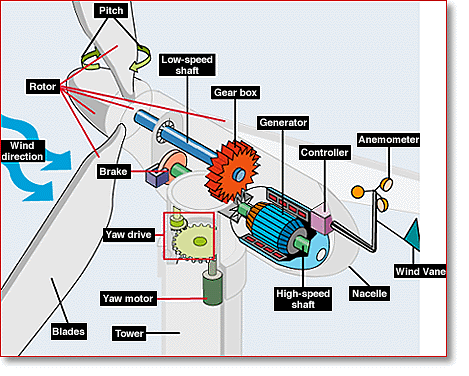 Pitch
Low-speed
shaft
Rotor
Gear box
Generator
Anemometer
Wind
direction
Controller
Brake
Yaw drive
Wind Vane
Yaw motor
High-speed
shaft
Nacelle
Blades
Tower